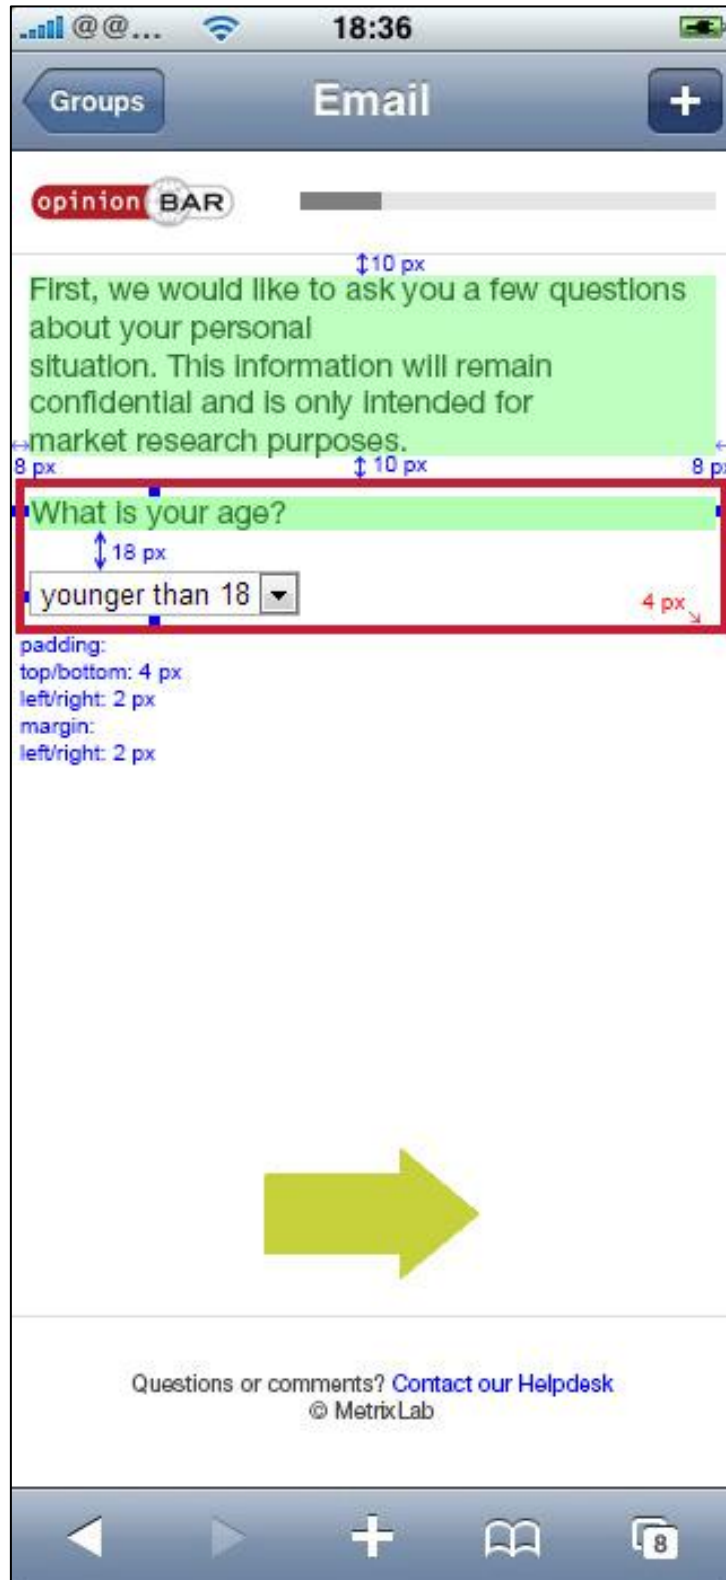 @@... 18:36
Groups Email +
opinion BAR
10 px
First, we would like to ask you a few questions
about your personal
situation. This information will remain
confidential and is only intended for
market research purposes.
8 px 10 px 8 px
What is your age?
18 px
younger than 18
4 px
padding:
top/bottom: 4 px
left/right: 2 px
margin:
left/right: 2 px
Questions or comments? Contact our Helpdesk
© MetrixLab
8